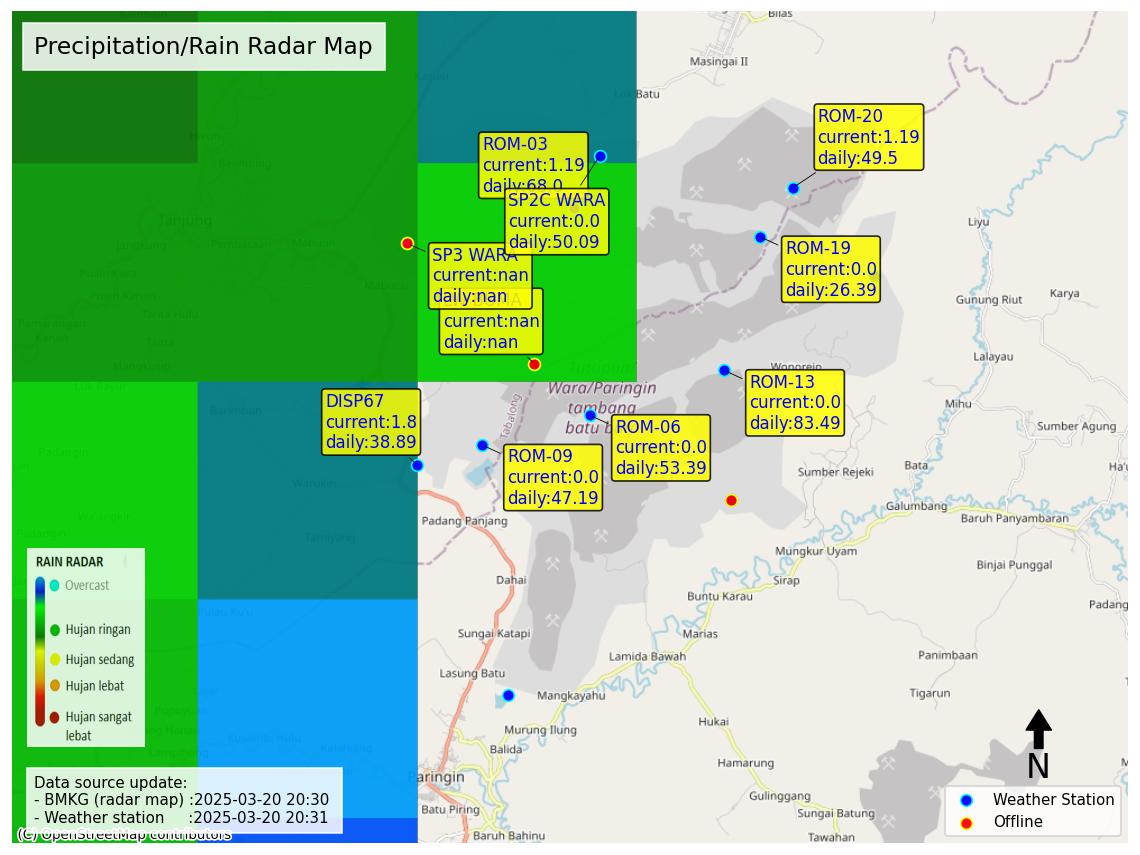 Precipitation/Rain Radar Map
Bilas
Masingai II
Lok Batu
ROM-20
current:1.19
daily:49.5
ROM-03
current:1.19
daily:68.0
SP2C WARA
current:0.0
daily:50.09
Tanjung
Liyu
SP3 WARA
current:nan
daily:nan
current:nan
daily:nan
ROM-19
current:0.0
daily:26.39
Mabuun
Pembataan
Jangkung
Mabu'un
Gunung Riut
Karya
Lalayau
Wonorejo
Tutupan/
Wara/Paringin
tambang
batu b
Tabalong
ROM-13
current:0.0
daily:83.49
Mihu
DISP67
current:1.8
daily:38.89
ROM-06
current:0.0
daily:53.39
Sumber Agung
ROM-09
current:0.0
daily:47.19
Sumber Rejeki
Bata
Ha'u
Galumbang
Baruh Panyambaran
Padang Panjang
Mungkur Uyam
Binjai Punggal
Dahai
Sirap
Buntu Karau
Padang
Sungai Katapi
Marias
Lamida Bawah
Panimbaan
Lasung Batu
Mangkayahu
Tigarun
Hukai
Murung Ilung
Balida
Hamarung
Paringin
Gulinggang
Batu Piring
Sungai Batung
Baruh Bahinu
Tawahan
RAIN RADAR
Overcast
Hujan ringan
Hujan sedang
Hujan lebat
Hujan sangat
lebat
Data source update:
- BMKG (radar map) :2025-03-20 20:30
- Weather station :2025-03-20 20:31
(C) OpenStreetMap contributors
N
Weather Station
Offline